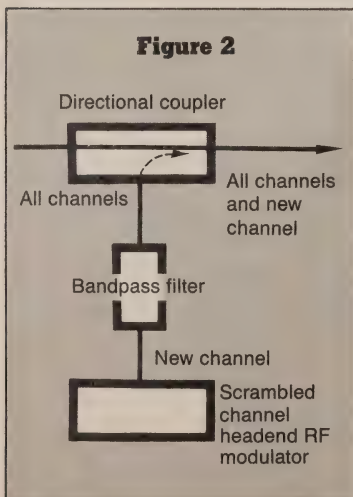 Figure 2
Directional coupler
All channels
All channels
and new
channel
Bandpass filter
New channel
Scrambled
channel
headend RF
modulator